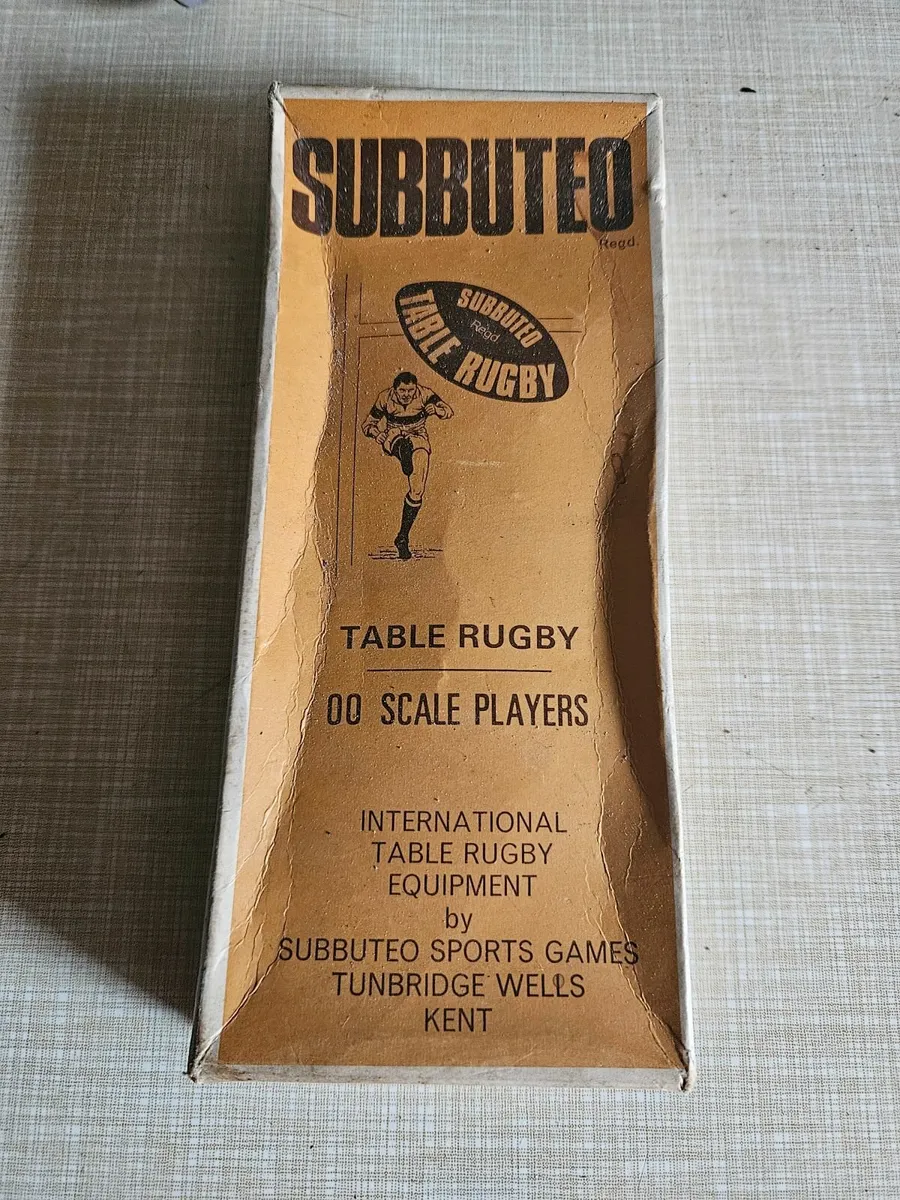 SUBBUTEO
Regd.
SUBBUTEO
Regd.
TABLE RUGBY
TABLE RUGBY
00 SCALE PLAYERS
INTERNATIONAL
TABLE RUGBY
EQUIPMENT
by
SUBBUTEO SPORTS GAMES
TUNBRIDGE WELLS
KENT